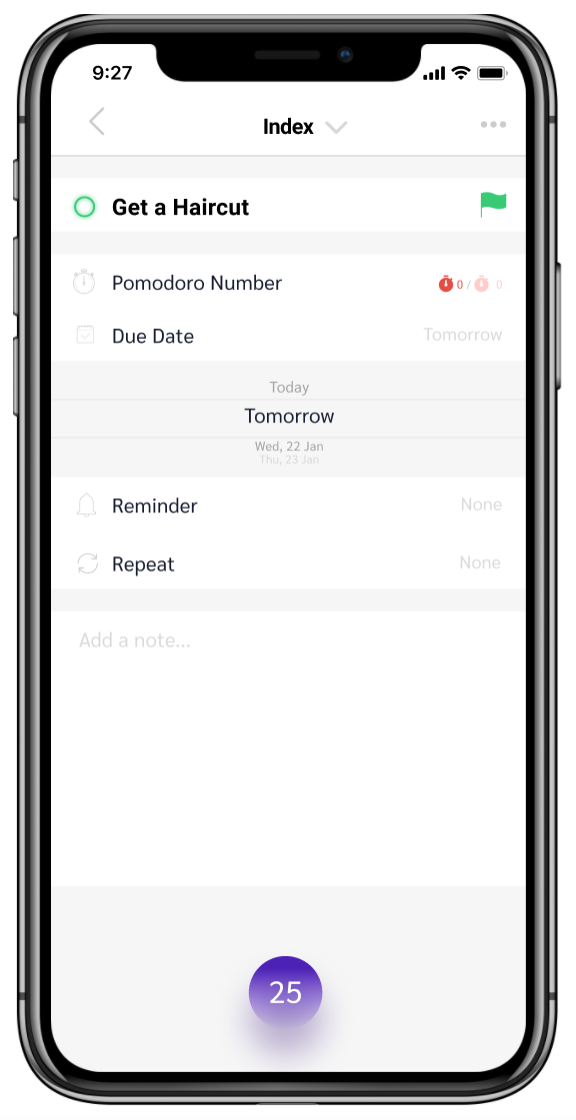 9:27
Index
Get a Haircut
Pomodoro Number 0 / 0
Due Date Tomorrow
Today
Tomorrow
Wed, 22 Jan
Thu, 23 Jan
Reminder None
Repeat None
Add a note...
25